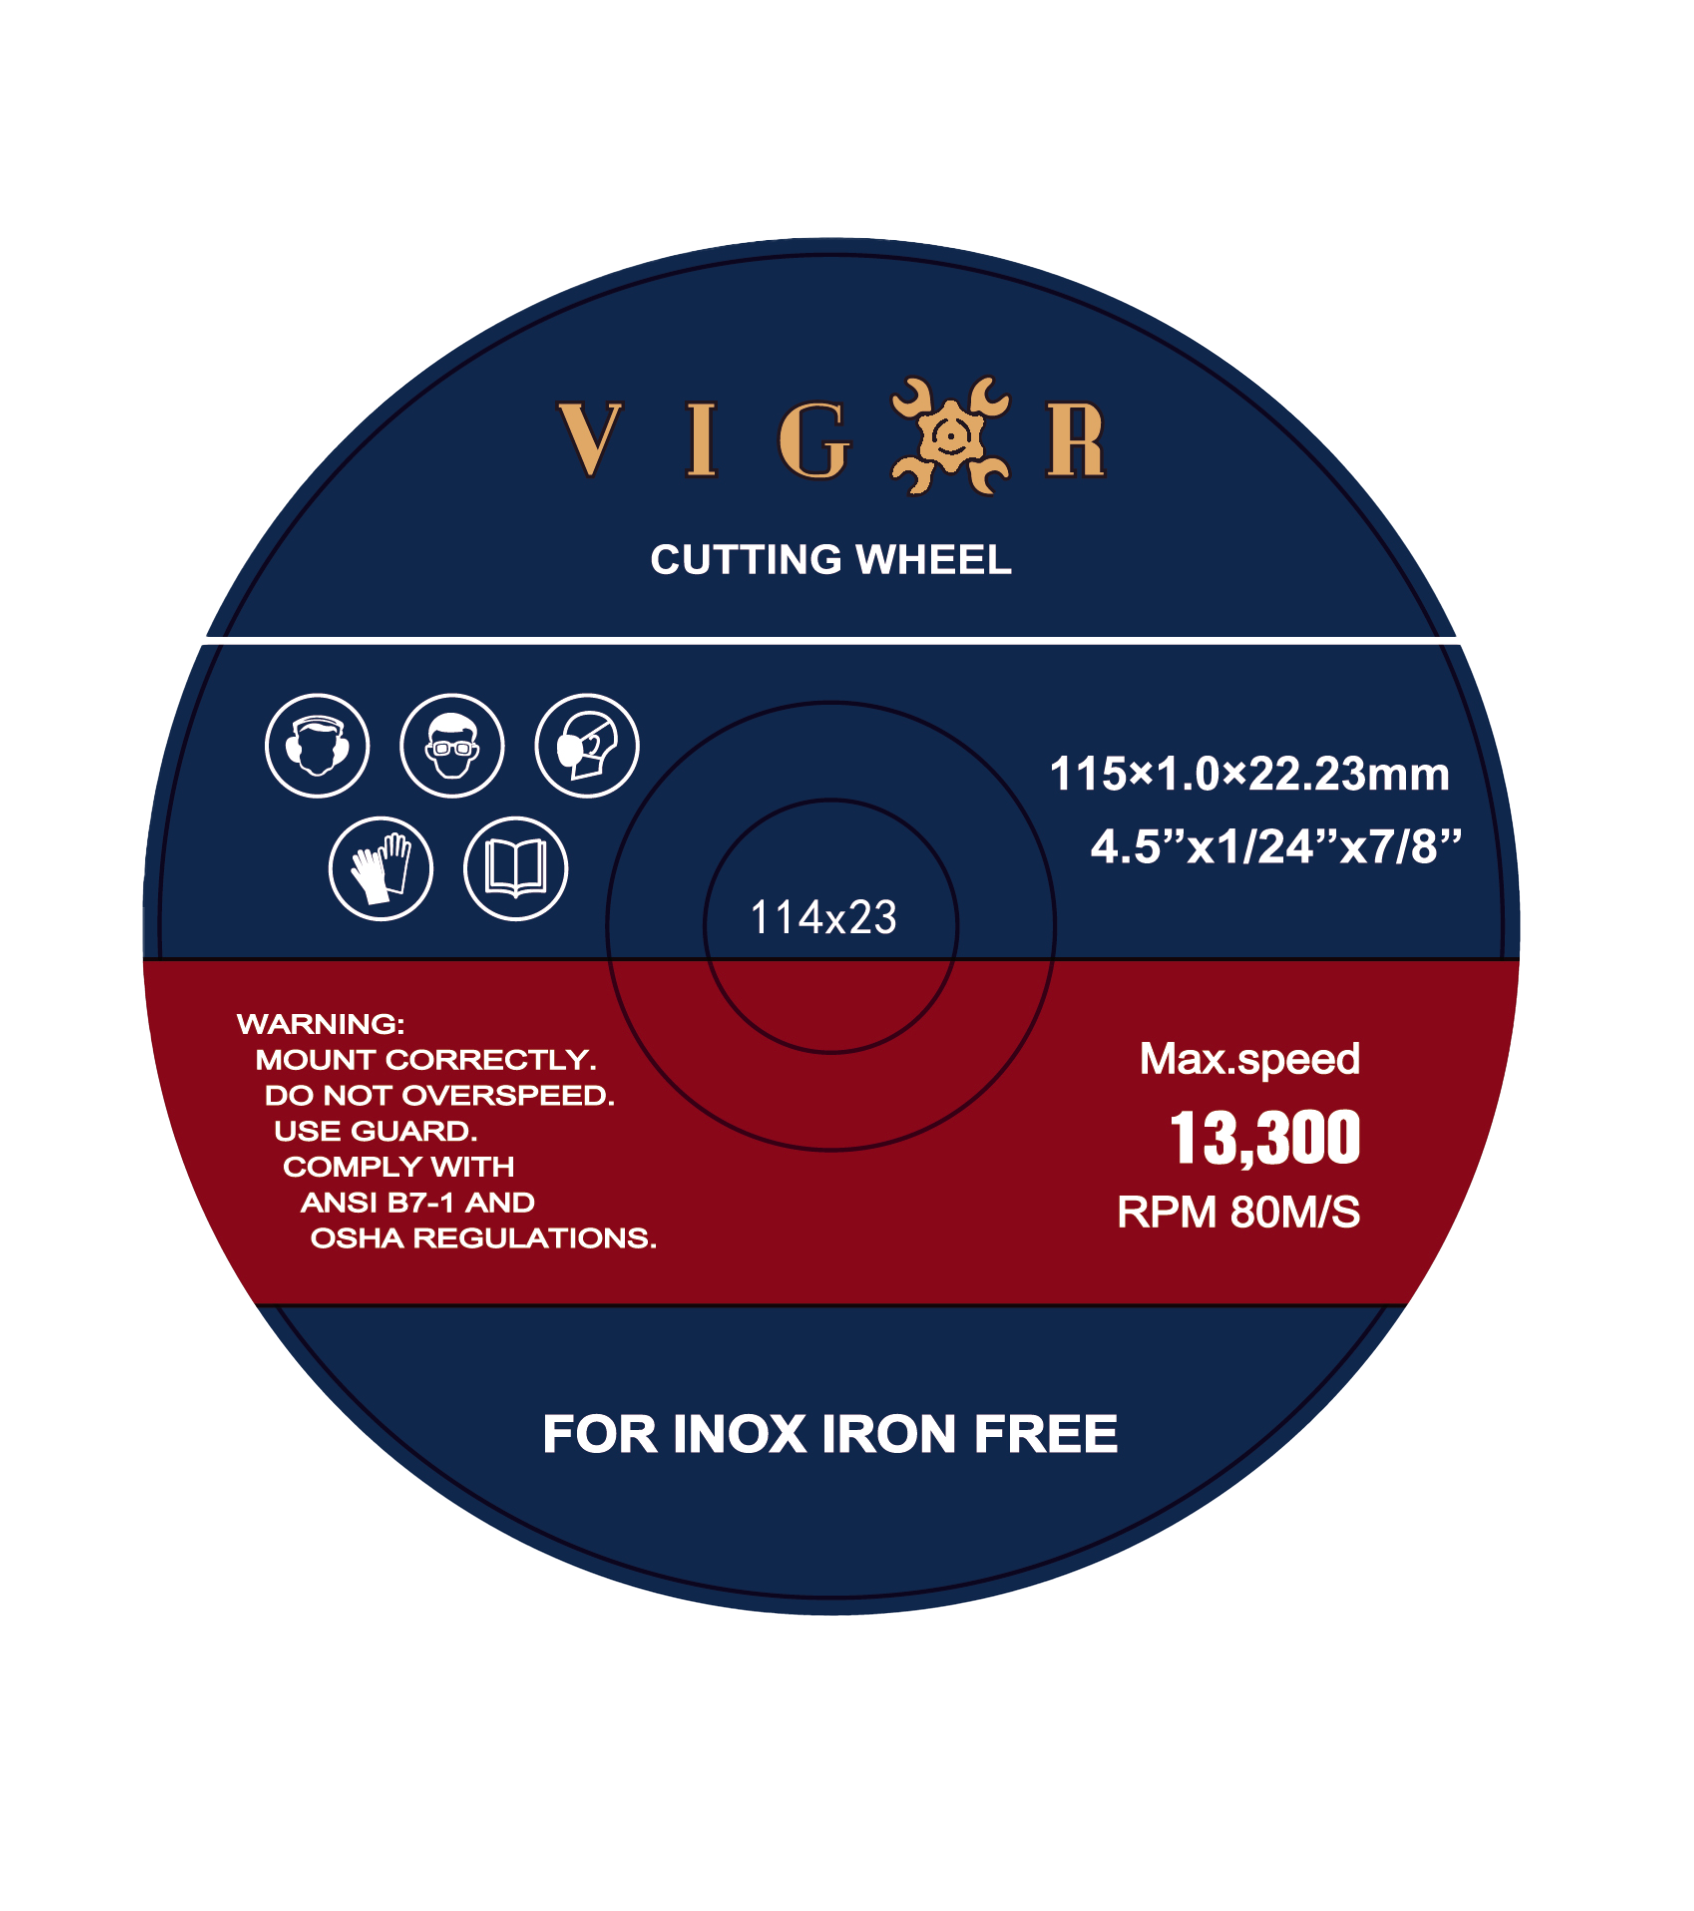 VIGOR
CUTTING WHEEL
115×1.0×22.23mm
4.5”x1/24”x7/8”
114x23
WARNING:
MOUNT CORRECTLY.
DO NOT OVERSPEED.
USE GUARD.
COMPLY WITH
ANSI B7-1 AND
OSHA REGULATIONS.
Max.speed
13,300
RPM 80M/S
FOR INOX IRON FREE